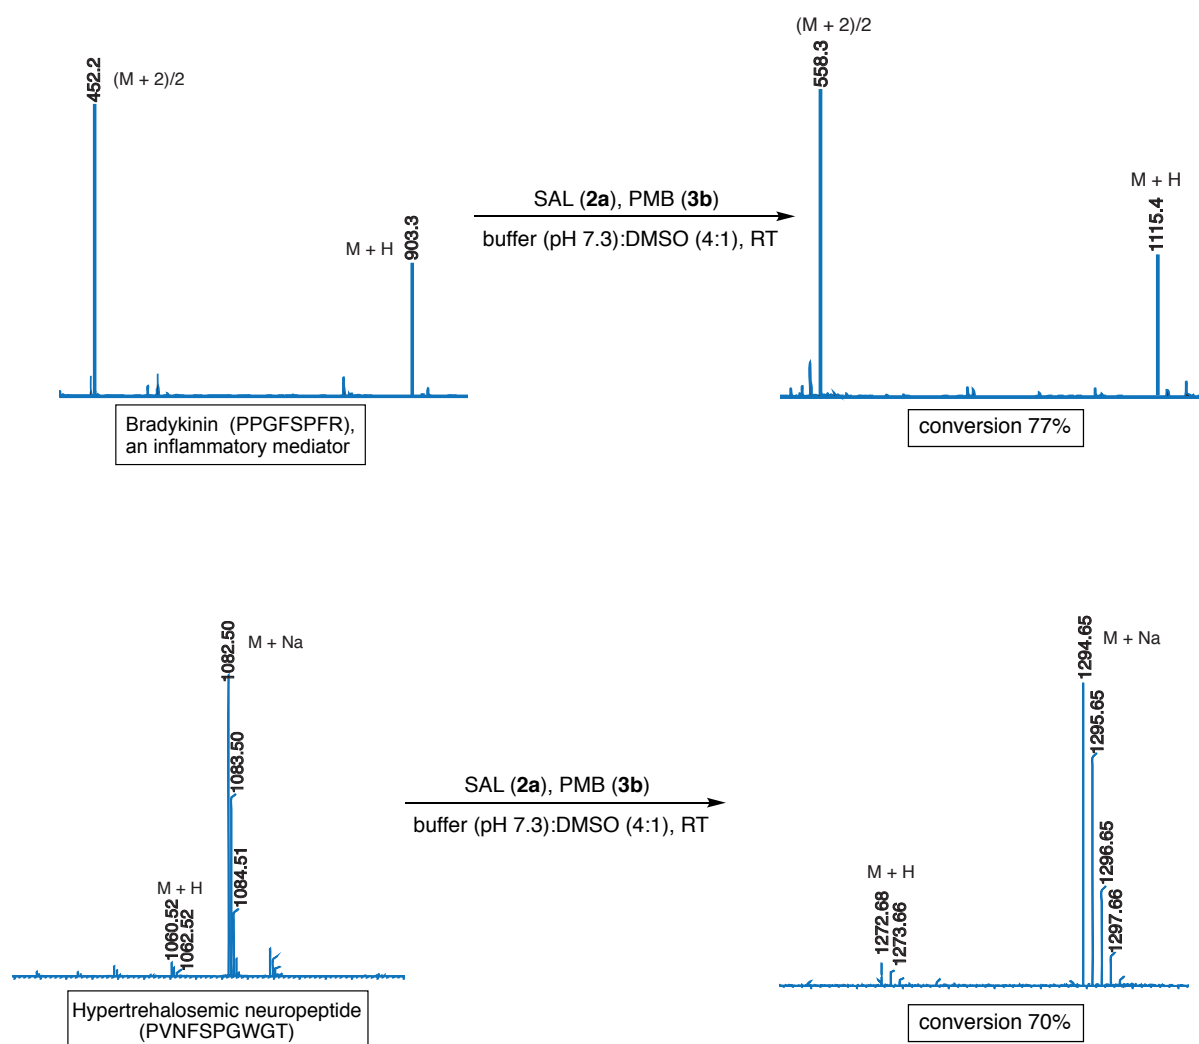 (M + 2)/2
452.2
(M + 2)/2
558.3
M + H
903.3
SAL (2a), PMB (3b)
buffer (pH 7.3):DMSO (4:1), RT
M + H
1115.4
Bradykinin (PPGFSPFR),
an inflammatory mediator
conversion 77%
1082.50
M + Na
1083.50
1084.51
M + H
1060.52
1062.52
SAL (2a), PMB (3b)
buffer (pH 7.3):DMSO (4:1), RT
1294.65
M + Na
1295.65
1296.65
1297.66
M + H
1272.68
1273.66
Hypertrehalosemic neuropeptide
(PVNFSPGWGT)
conversion 70%